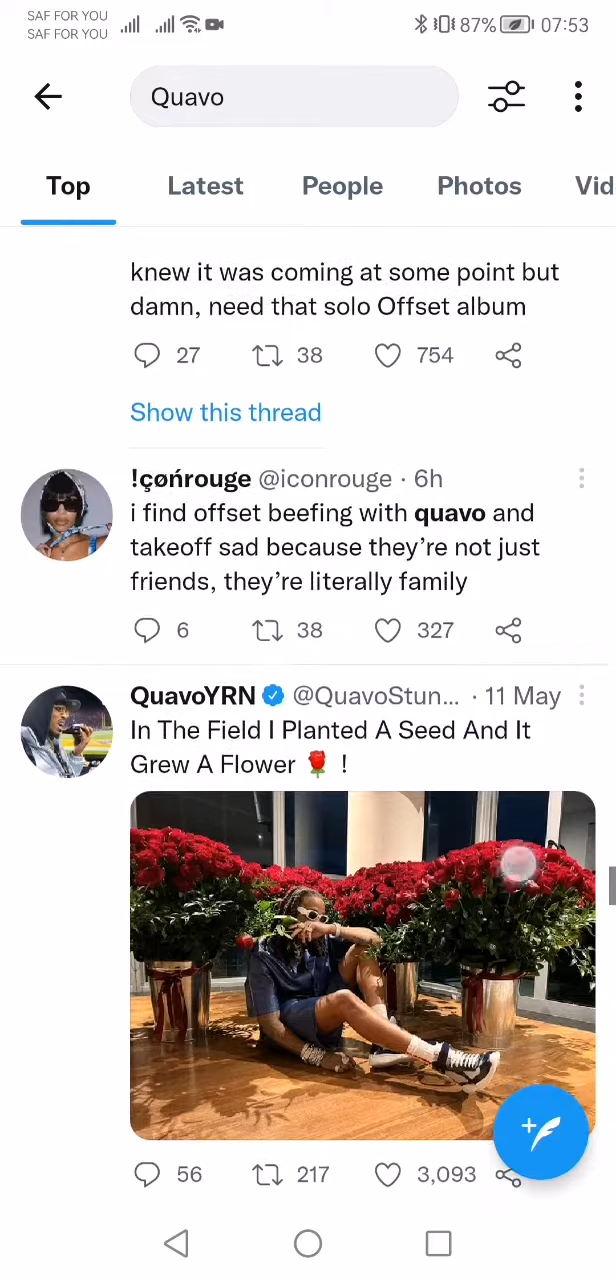 SAF FOR YOU
SAF FOR YOU
87%
07:53
Quavo
Top Latest People Photos Vid
knew it was coming at some point but
damn, need that solo Offset album
27 38 754
Show this thread
!çøńrouge @iconrouge · 6h
i find offset beefing with quavo and
takeoff sad because they’re not just
friends, they’re literally family
6 38 327
QuavoYRN @QuavoStun... · 11 May
In The Field I Planted A Seed And It
Grew A Flower 🌹 !
56 217 3,093